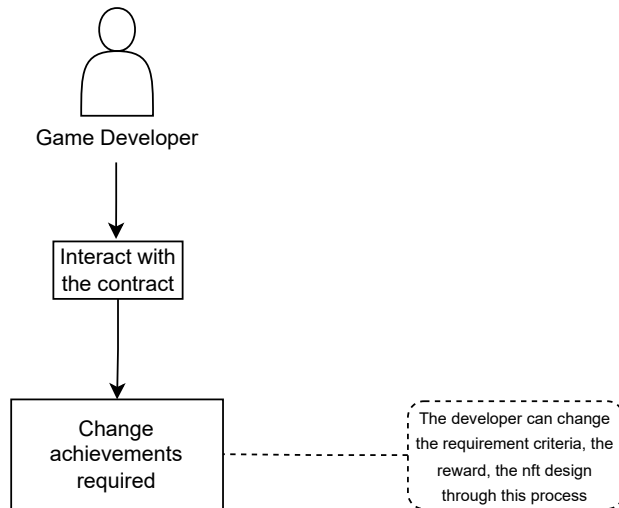 Game Developer
Interact with
the contract
Change
achievements
required
The developer can change
the requirement criteria, the
reward, the nft design
through this process